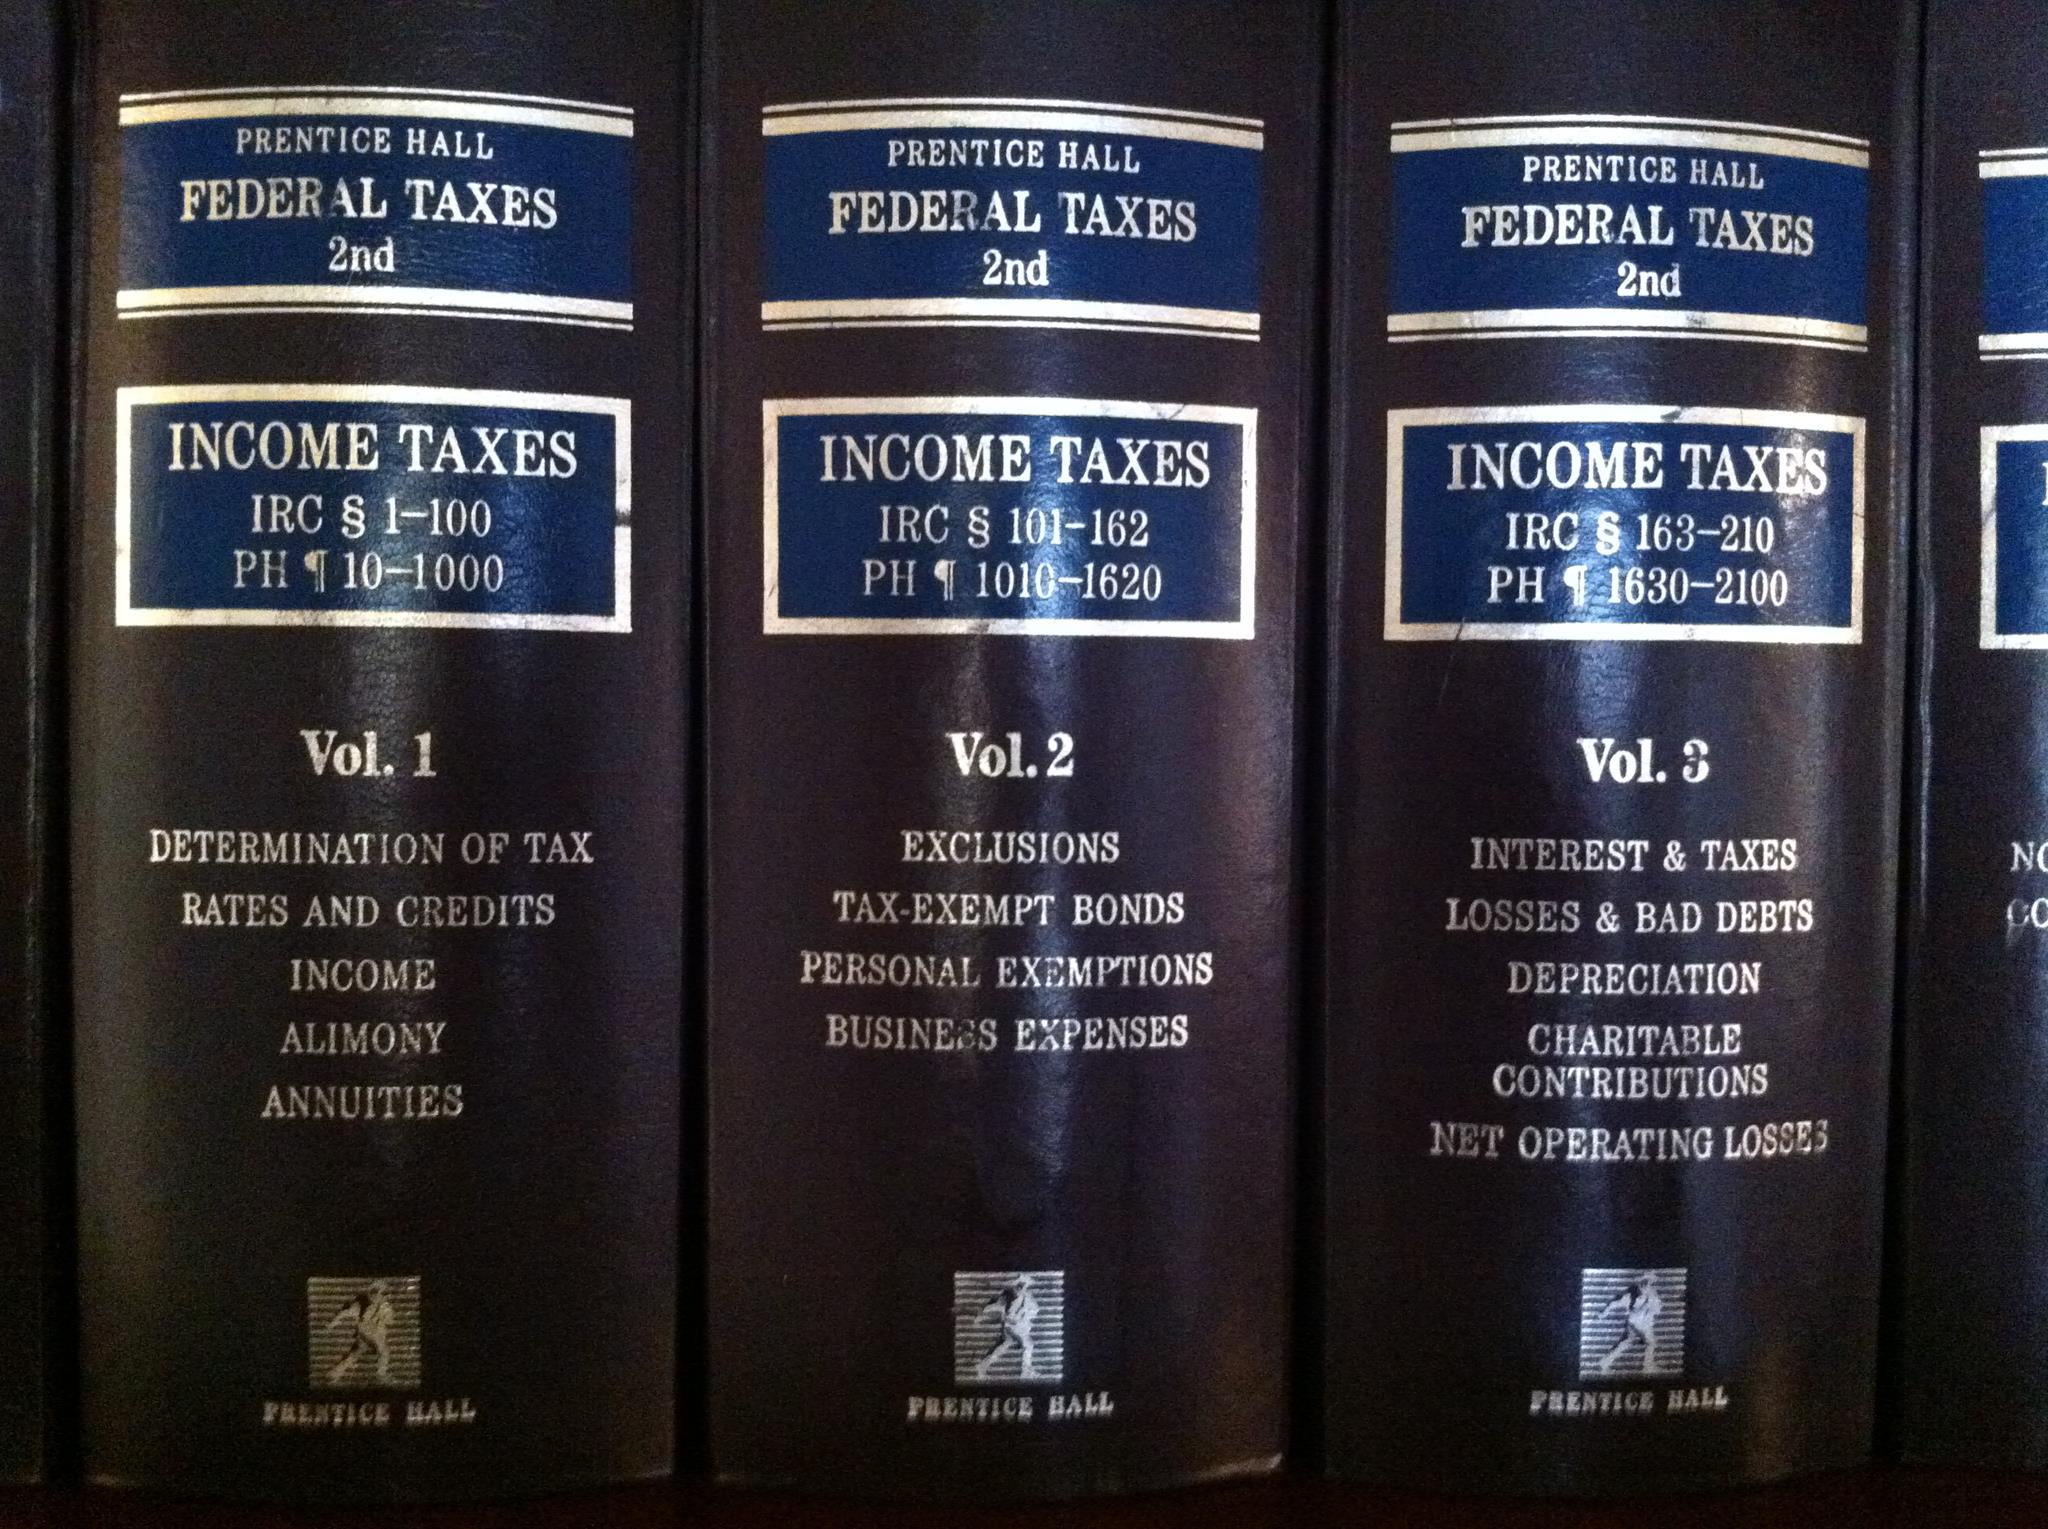 PRENTICE HALL
FEDERAL TAXES
2nd
INCOME TAXES
IRC § 1–100
PH ¶ 10–1000
Vol. 1
DETERMINATION OF TAX
RATES AND CREDITS
INCOME
ALIMONY
ANNUITIES
PRENTICE HALL
PRENTICE HALL
FEDERAL TAXES
2nd
INCOME TAXES
IRC § 101–162
PH ¶ 1010–1620
Vol. 2
EXCLUSIONS
TAX-EXEMPT BONDS
PERSONAL EXEMPTIONS
BUSINESS EXPENSES
PRENTICE HALL
PRENTICE HALL
FEDERAL TAXES
2nd
INCOME TAXES
IRC § 163–210
PH ¶ 1630–2100
Vol. 3
INTEREST & TAXES
LOSSES & BAD DEBTS
DEPRECIATION
CHARITABLE
CONTRIBUTIONS
NET OPERATING LOSSES
PRENTICE HALL